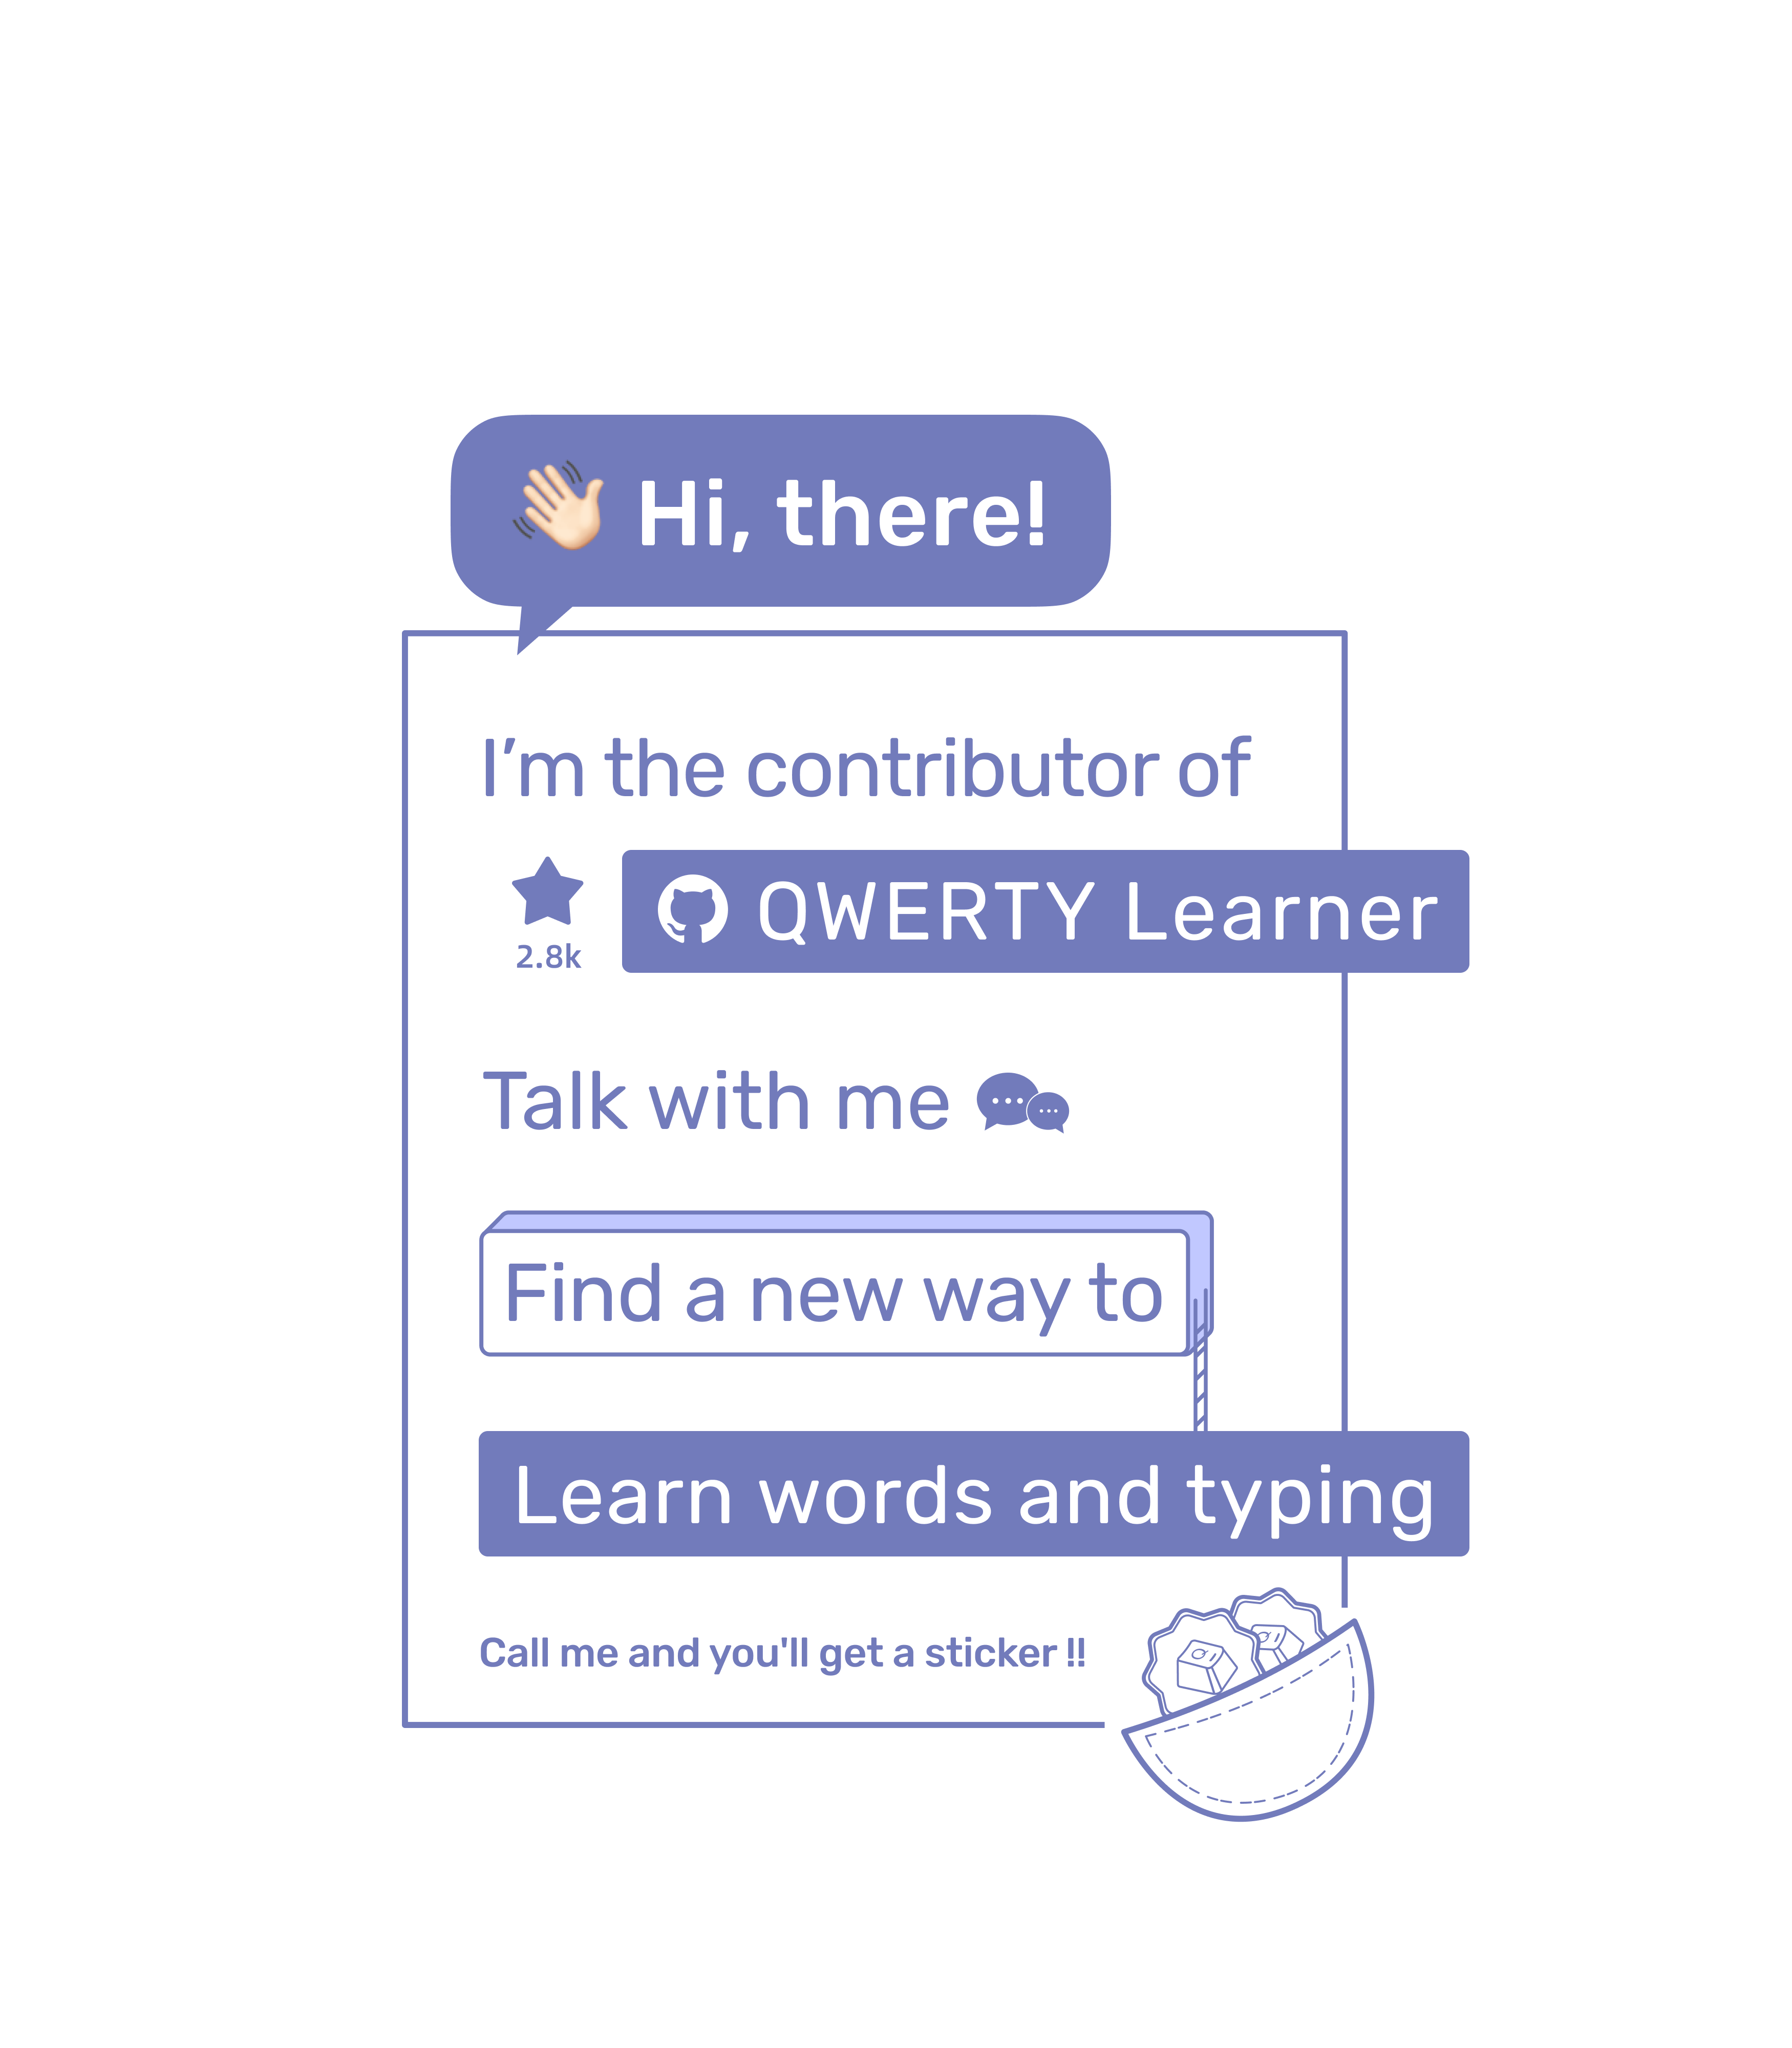 Hi, there!
I’m the contributor of
QWERTY Learner
2.8k
Talk with me
Find a new way to
Learn words and typing
Call me and you'll get a sticker !!